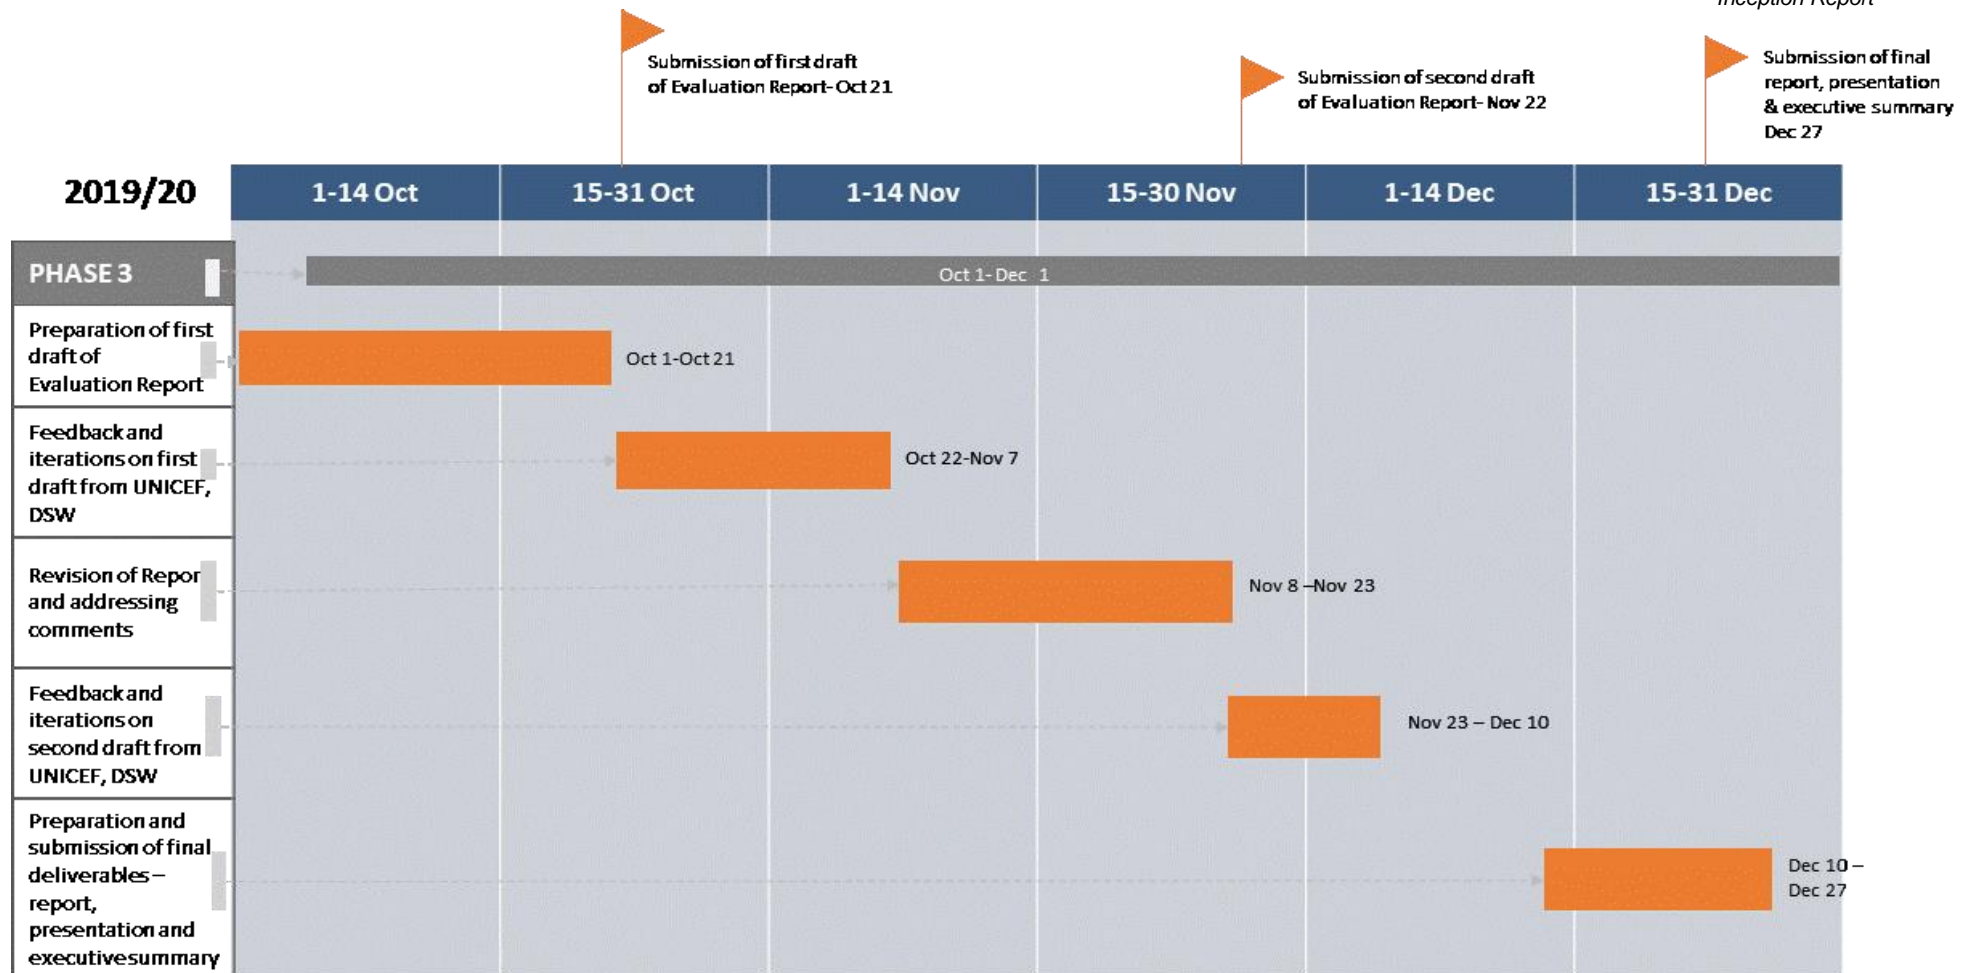 Inception Report
Submission of first draft
of Evaluation Report- Oct 21
Submission of second draft
of Evaluation Report- Nov 22
Submission of final
report, presentation
& executive summary
Dec 27
2019/20
1-14 Oct
15-31 Oct
1-14 Nov
15-30 Nov
1-14 Dec
15-31 Dec
PHASE 3
Oct 1- Dec 1
Preparation of first
draft of
Evaluation Report
Oct 1-Oct 21
Feedback and
iterations on first
draft from UNICEF,
DSW
Oct 22-Nov 7
Revision of Repor
and addressing
comments
Nov 8 –Nov 23
Feedback and
iterations on
second draft from
UNICEF, DSW
Nov 23 – Dec 10
Preparation and
submission of final
deliverables –
report,
presentation and
executive summary
Dec 10 –
Dec 27